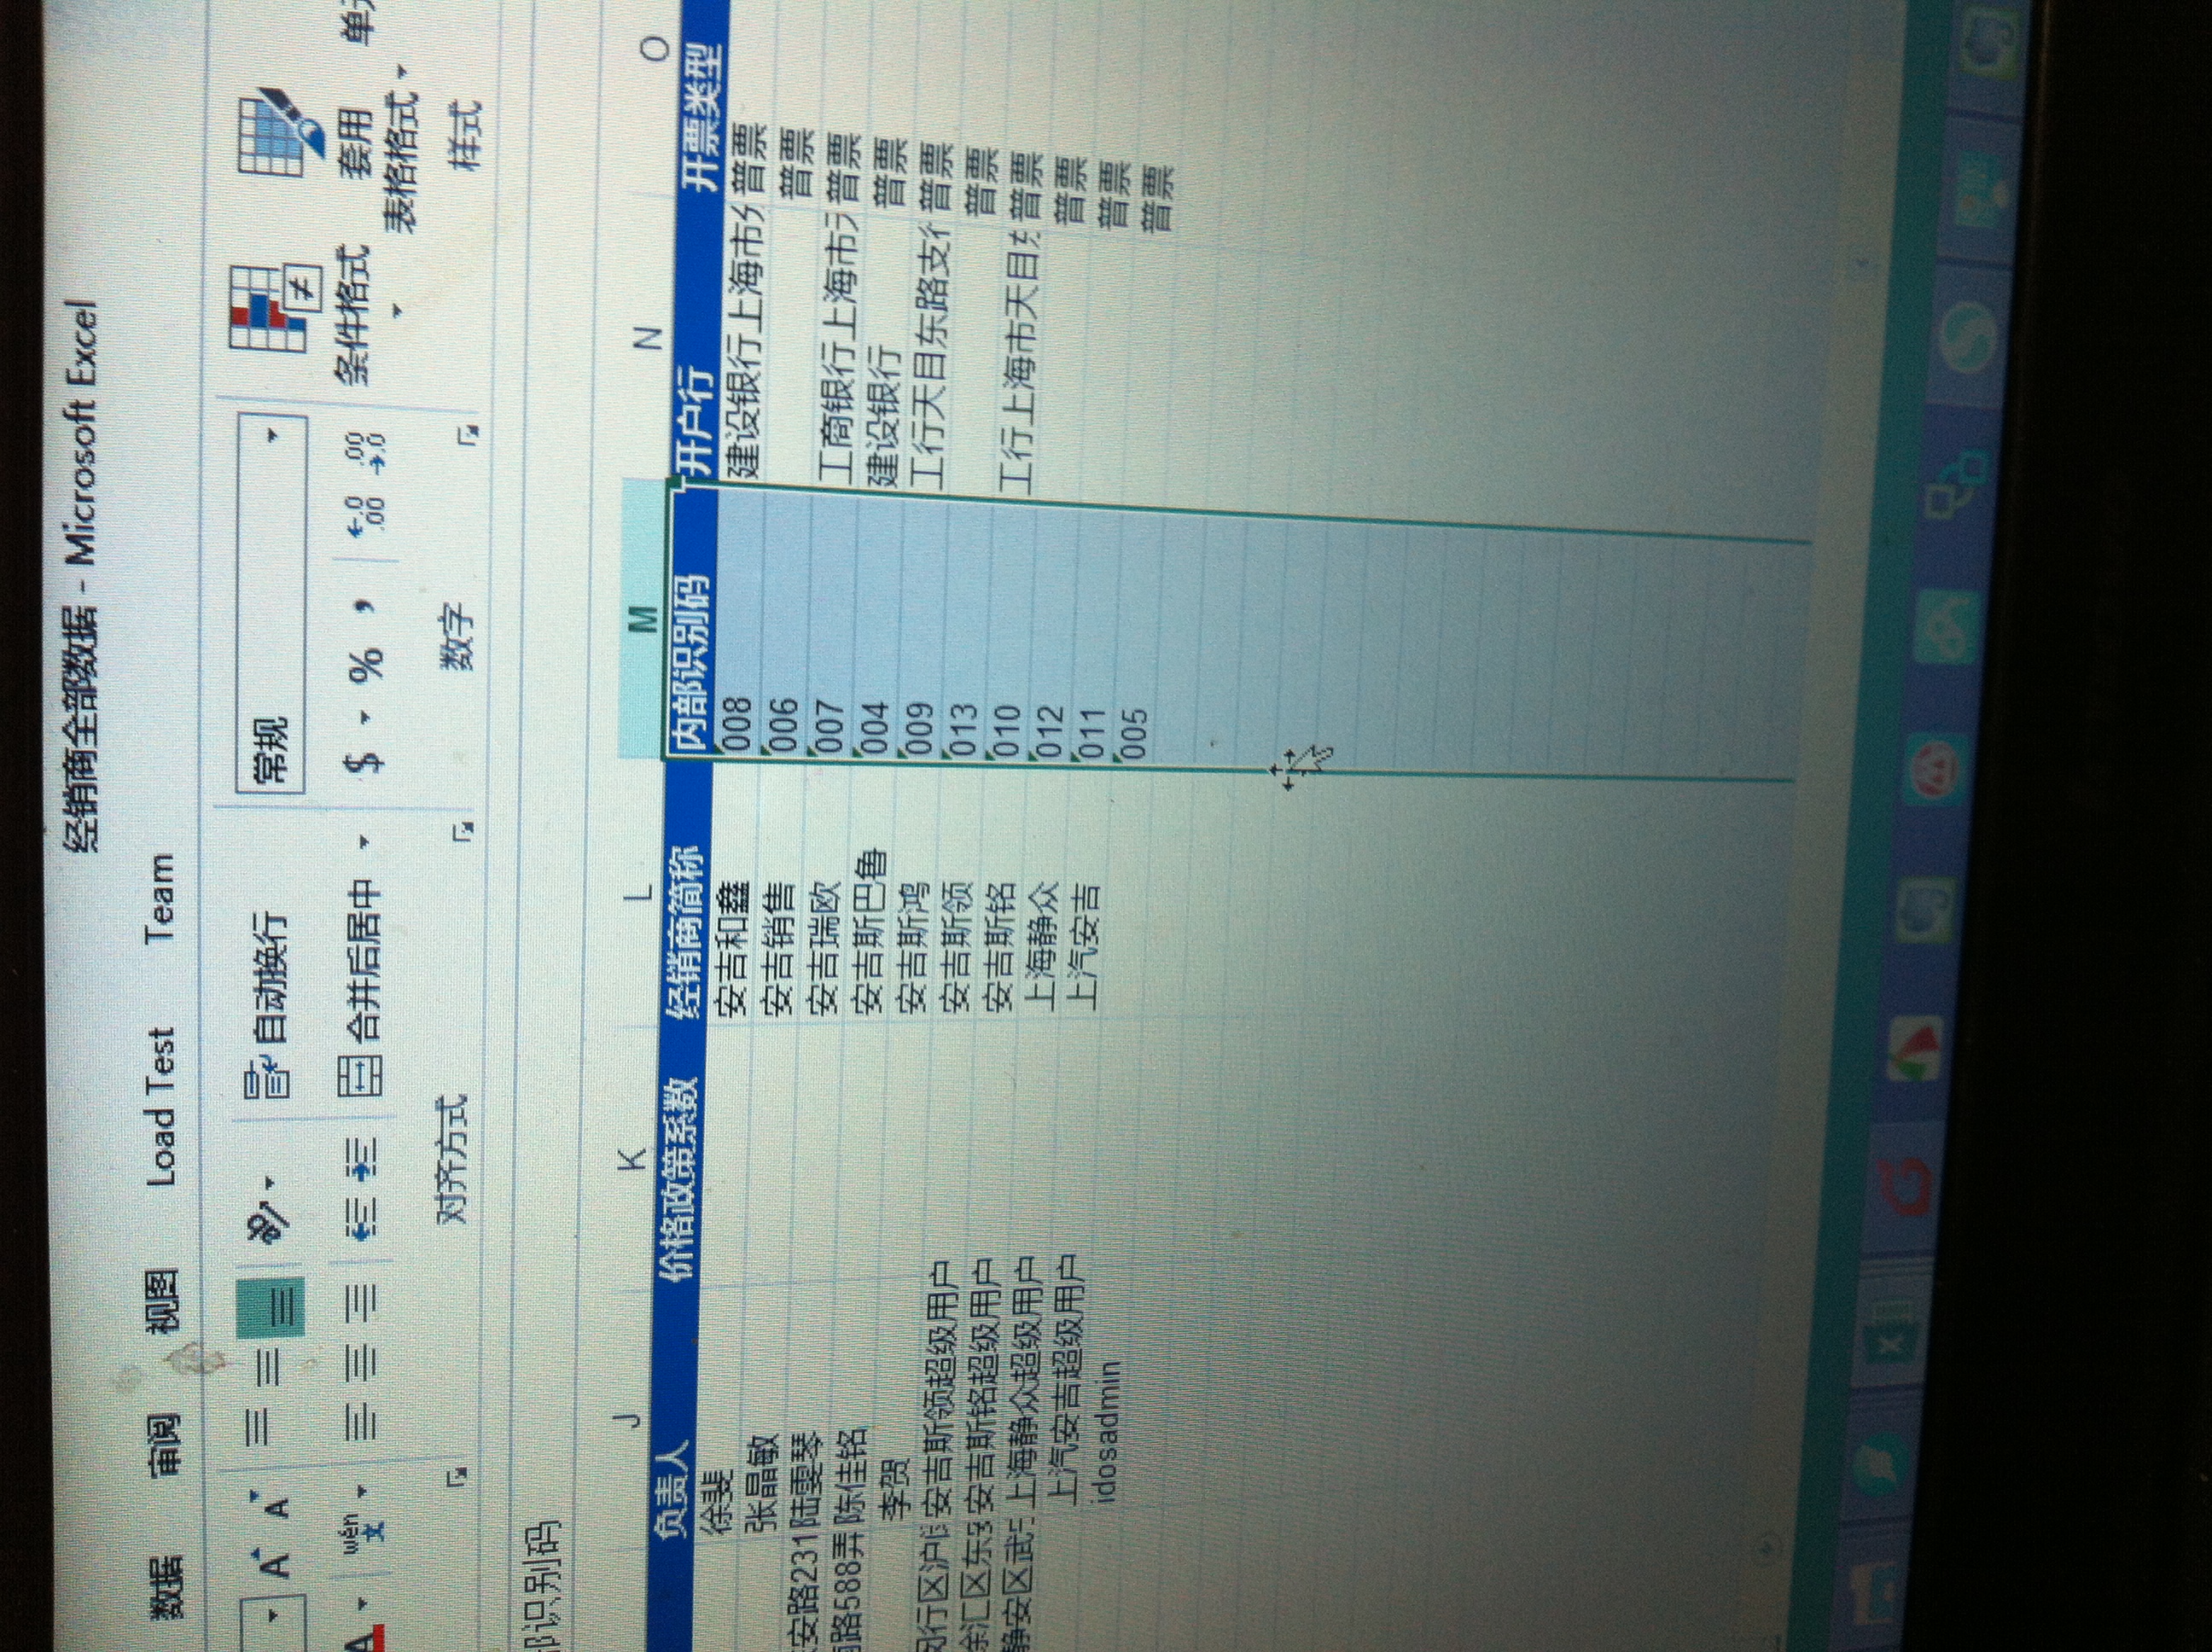 经销商全部数据 - Microsoft Excel
数据 审阅 视图 Load Test Team
自动换行 常规
wén 文 合并后居中 $ % , .0 .00 .00 .0 条件格式 套用 表格格式
对齐方式 数字 样式
识别码
J K L M N O
负责人 价格政策系数 经销商简称 内部识别码 开户行 开票类型
徐斐 安吉和鑫 008 建设银行上海市 普票
张晶敏 安吉销售 006 普票
安路231 陆雯琴 安吉瑞欧 007 工商银行上海市 普票
路588弄 陈佳铭 安吉斯巴鲁 004 建设银行 普票
李贺 安吉斯鸿 009 工行天目东路支行 普票
行区沪 安吉斯领超级用户 安吉斯领 013 普票
徐汇区东 安吉斯铭超级用户 安吉斯铭 010 工行上海市天目 普票
静安区武 上海静众超级用户 上海静众 012 普票
上汽安吉超级用户 上汽安吉 011 普票
idosadmin 005 普票